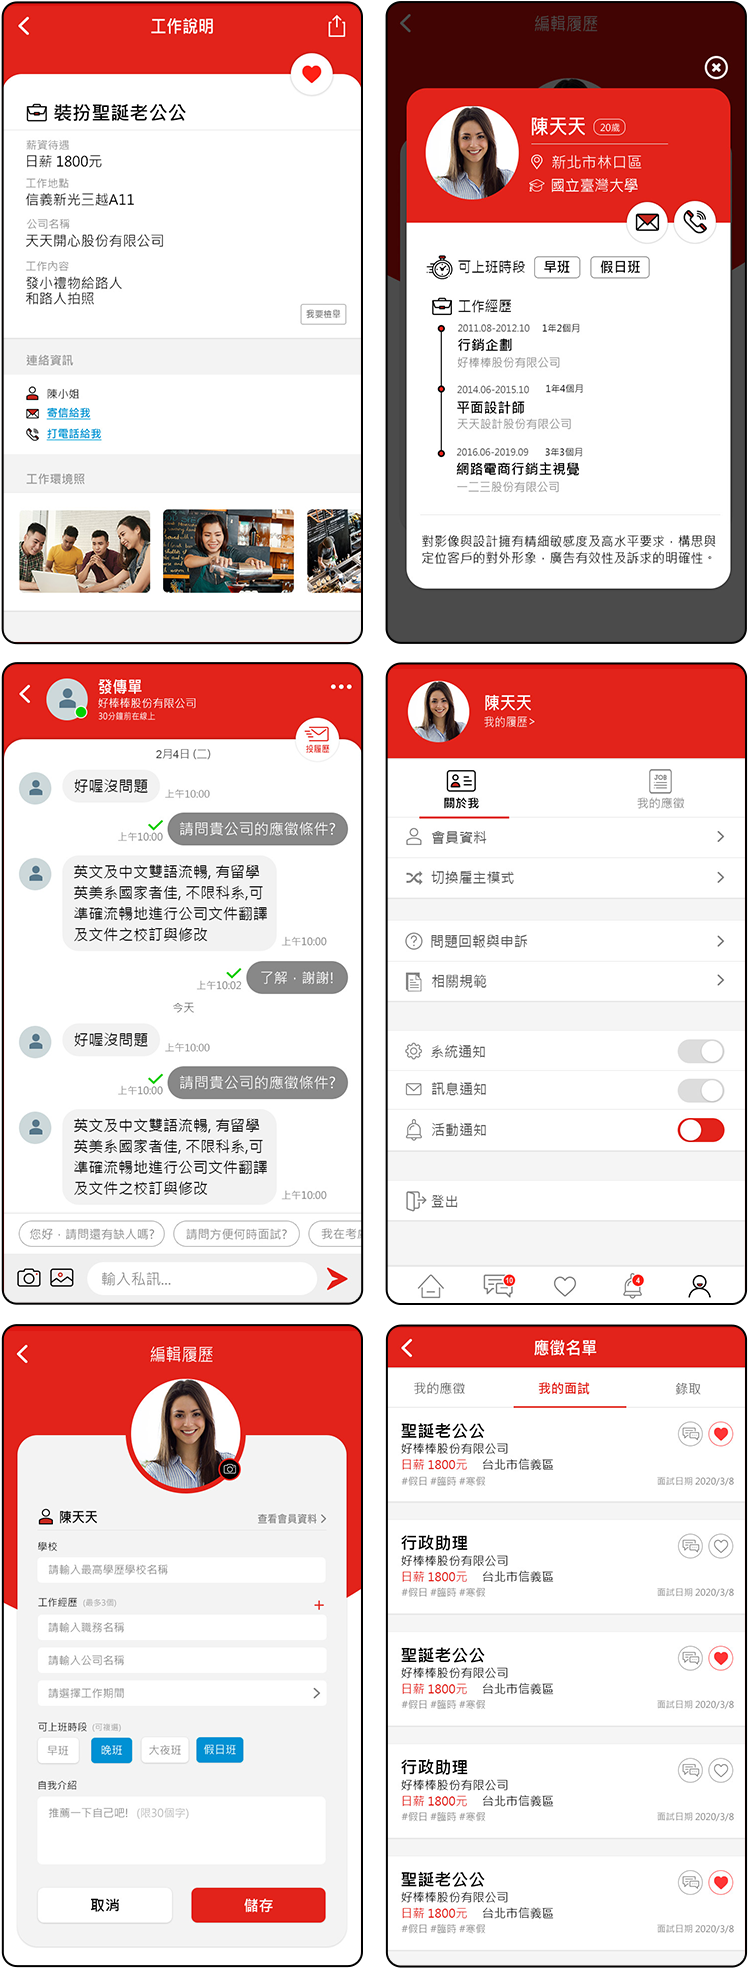 工作說明
裝扮聖誕老公公
薪資待遇
日薪 1800元
工作地點
信義新光三越A11
公司名稱
天天開心股份有限公司
工作內容
發小禮物給路人
和路人拍照
我要檢舉
連絡資訊
陳小姐
寄信給我
打電話給我
工作環境照
編輯履歷
陳天天 20歲
新北市林口區
國立臺灣大學
可上班時段 早班 假日班
工作經歷
2011.08-2012.10 1年2個月
行銷企劃
好棒棒股份有限公司
2014.06-2015.10 1年4個月
平面設計師
天天設計股份有限公司
2016.06-2019.09 3年3個月
網路電商行銷主視覺
一二三股份有限公司
對影像與設計擁有精細敏感度及高水平要求，構思與
定位客戶的對外形象，廣告有效性及訴求的明確性。
發傳單
好棒棒股份有限公司
30分鐘前在線上
投履歷
2月4日 (二)
好喔沒問題 上午10:00
上午10:00 請問貴公司的應徵條件?
英文及中文雙語流暢, 有留學
英美系國家者佳, 不限科系,可
準確流暢地進行公司文件翻譯
及文件之校訂與修改
上午10:00
上午10:02 了解，謝謝!
今天
好喔沒問題 上午10:00
上午10:00 請問貴公司的應徵條件?
英文及中文雙語流暢, 有留學
英美系國家者佳, 不限科系,可
準確流暢地進行公司文件翻譯
及文件之校訂與修改
上午10:00
您好，請問還有缺人嗎? 請問方便何時面試? 我在考
輸入私訊...
陳天天
我的履歷>
JOB
關於我 我的應徵
會員資料
切換雇主模式
問題回報與申訴
相關規範
系統通知
訊息通知
活動通知
登出
10 4
編輯履歷
陳天天 查看會員資料
學校
請輸入最高學歷學校名稱
工作經歷 (最多3個) +
請輸入職務名稱
請輸入公司名稱
請選擇工作期間
可上班時段 (可複選)
早班 晚班 大夜班 假日班
自我介紹
推薦一下自己吧! (限30個字)
取消 儲存
應徵名單
我的應徵 我的面試 錄取
聖誕老公公
好棒棒股份有限公司
日薪 1800元 台北市信義區
#假日 #臨時 #寒假 面試日期 2020/3/8
行政助理
好棒棒股份有限公司
日薪 1800元 台北市信義區
#假日 #臨時 #寒假 面試日期 2020/3/8
聖誕老公公
好棒棒股份有限公司
日薪 1800元 台北市信義區
#假日 #臨時 #寒假 面試日期 2020/3/8
行政助理
好棒棒股份有限公司
日薪 1800元 台北市信義區
#假日 #臨時 #寒假 面試日期 2020/3/8
聖誕老公公
好棒棒股份有限公司
日薪 1800元 台北市信義區
#假日 #臨時 #寒假 面試日期 2020/3/8